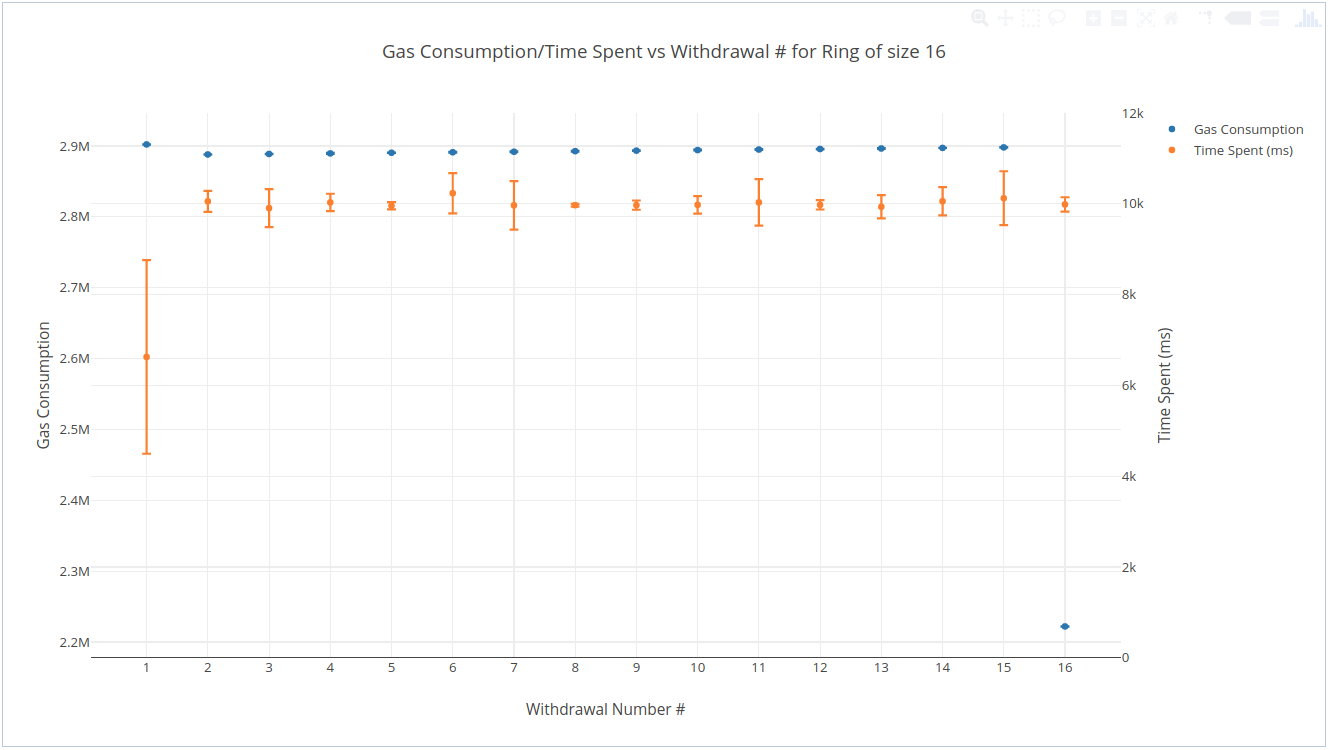 Gas Consumption/Time Spent vs Withdrawal # for Ring of size 16
Gas Consumption
Time Spent (ms)
2.9M
2.8M
2.7M
2.6M
2.5M
2.4M
2.3M
2.2M
Gas Consumption
12k
10k
8k
6k
4k
2k
0
Time Spent (ms)
1 2 3 4 5 6 7 8 9 10 11 12 13 14 15 16
Withdrawal Number #